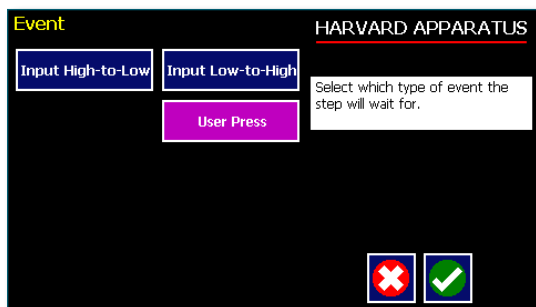 Event
HARVARD APPARATUS
Input High-to-Low
Input Low-to-High
Select which type of event the
step will wait for.
User Press